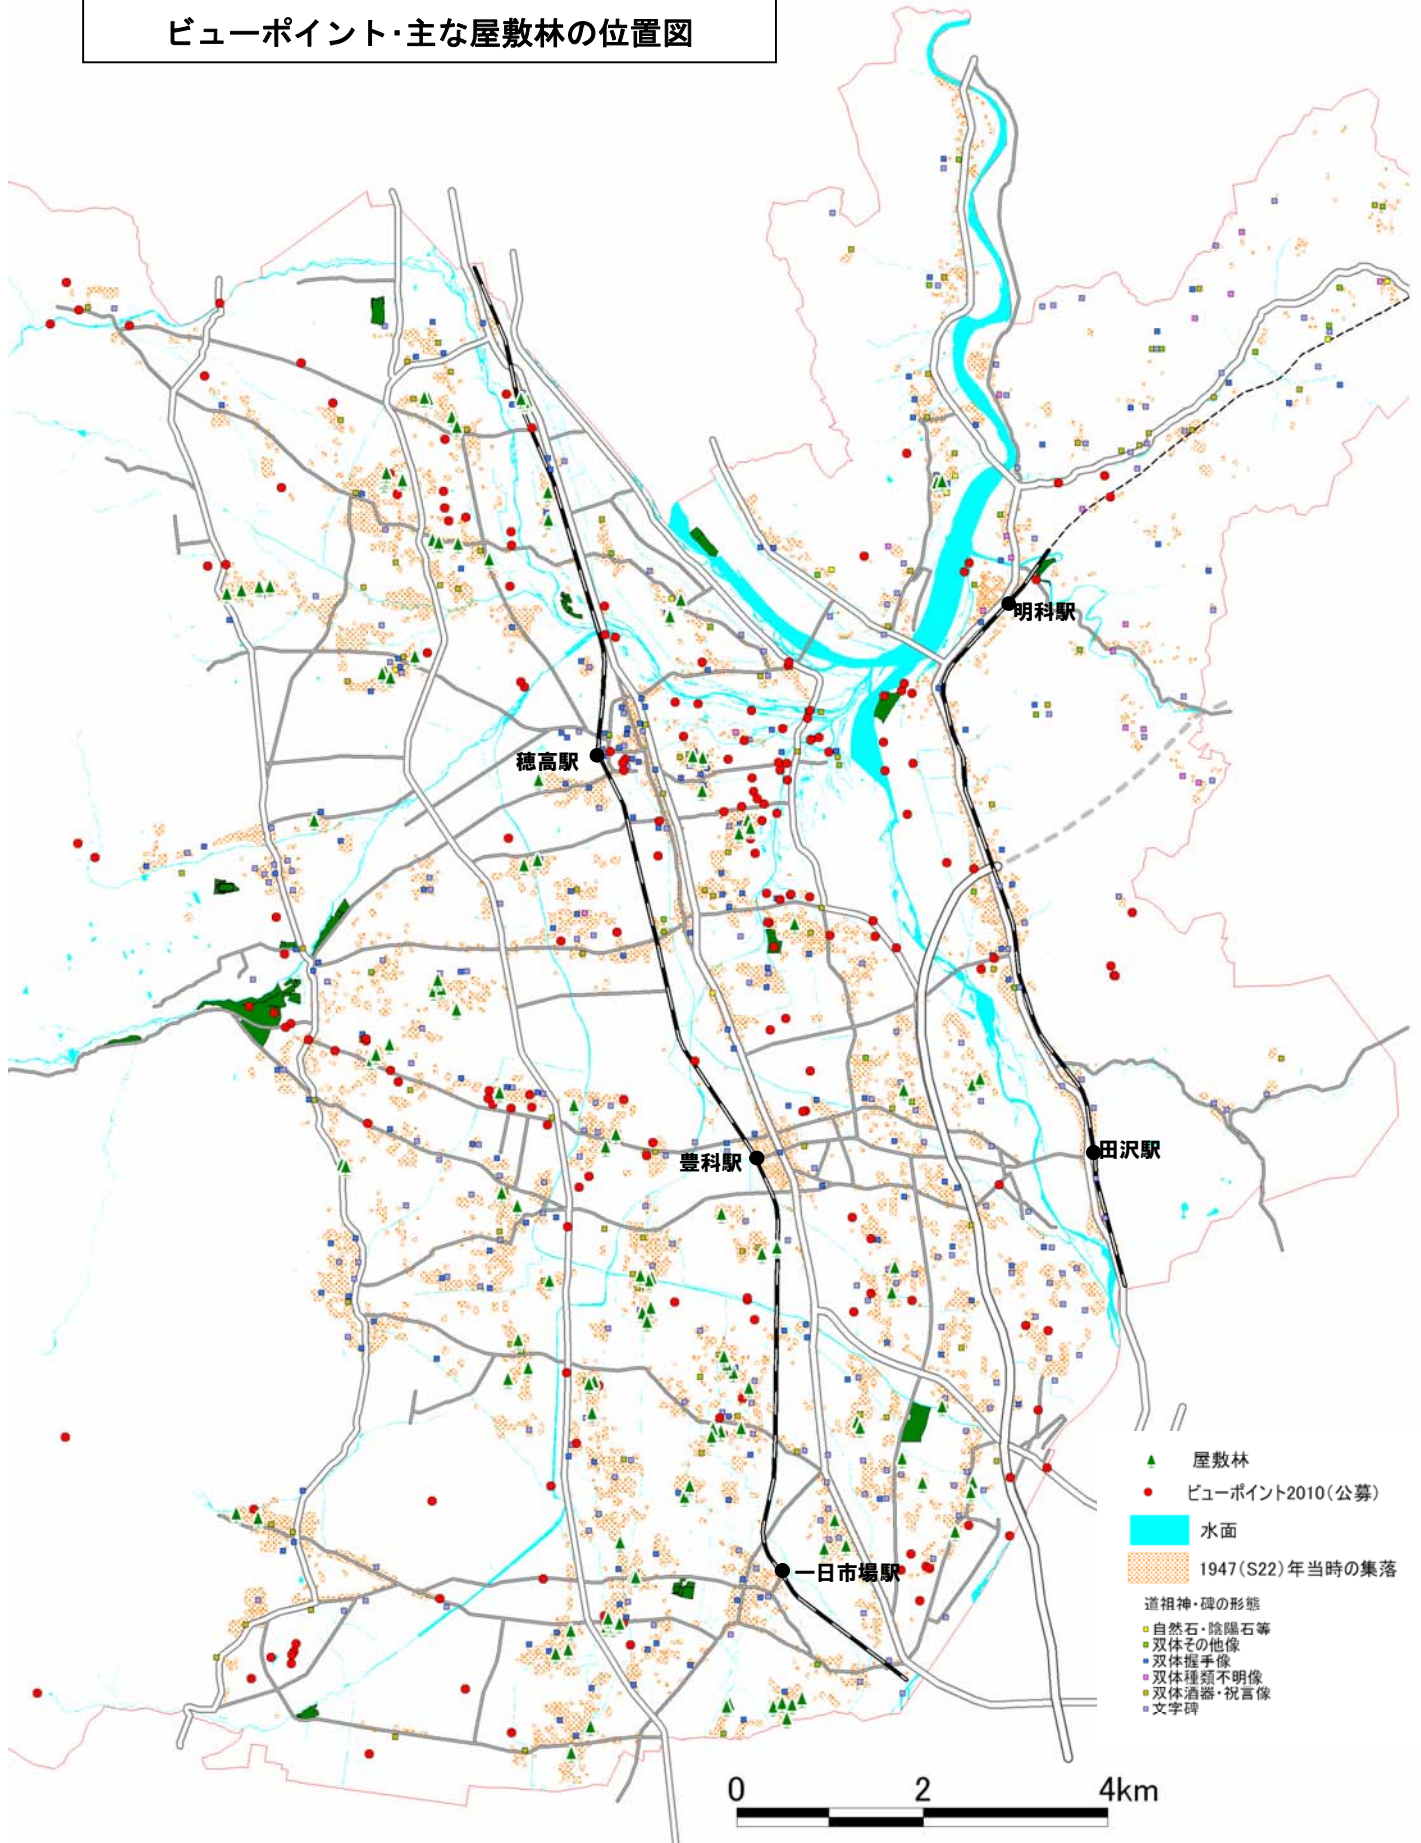 ビューポイント・主な屋敷林の位置図
明科駅
穂高駅
豊科駅
田沢駅
一日市場駅
屋敷林
ビューポイント2010(公募)
水面
1947(S22)年当時の集落
道祖神・碑の形態
自然石・陰陽石等
双体その他像
双体握手像
双体種類不明像
双体酒器・祝言像
文字碑
0 2 4km